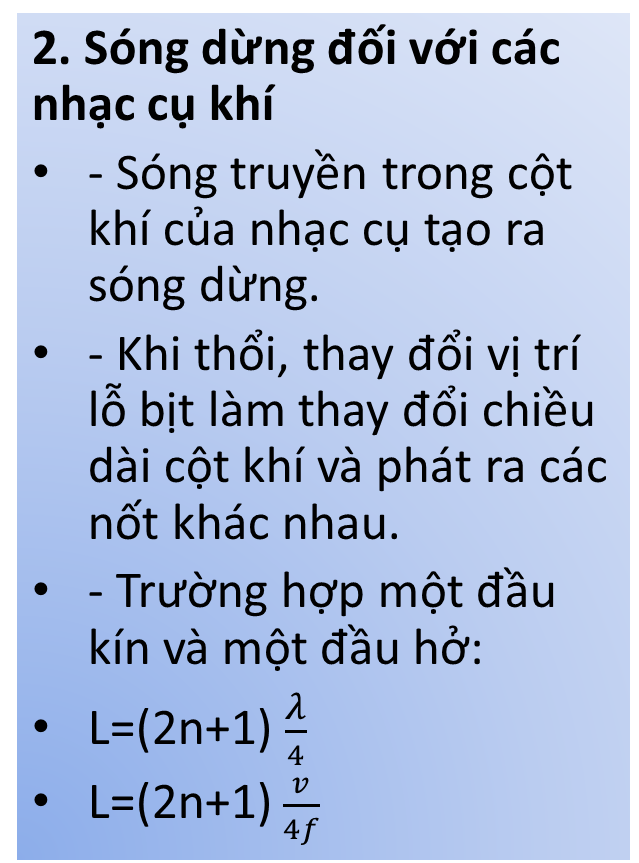 2. Sóng dừng đối với các
nhạc cụ khí
• - Sóng truyền trong cột
khí của nhạc cụ tạo ra
sóng dừng.
• - Khi thổi, thay đổi vị trí
lỗ bịt làm thay đổi chiều
dài cột khí và phát ra các
nốt khác nhau.
• - Trường hợp một đầu
kín và một đầu hở:
• L=(2n+1) λ/4
• L=(2n+1) v/4f